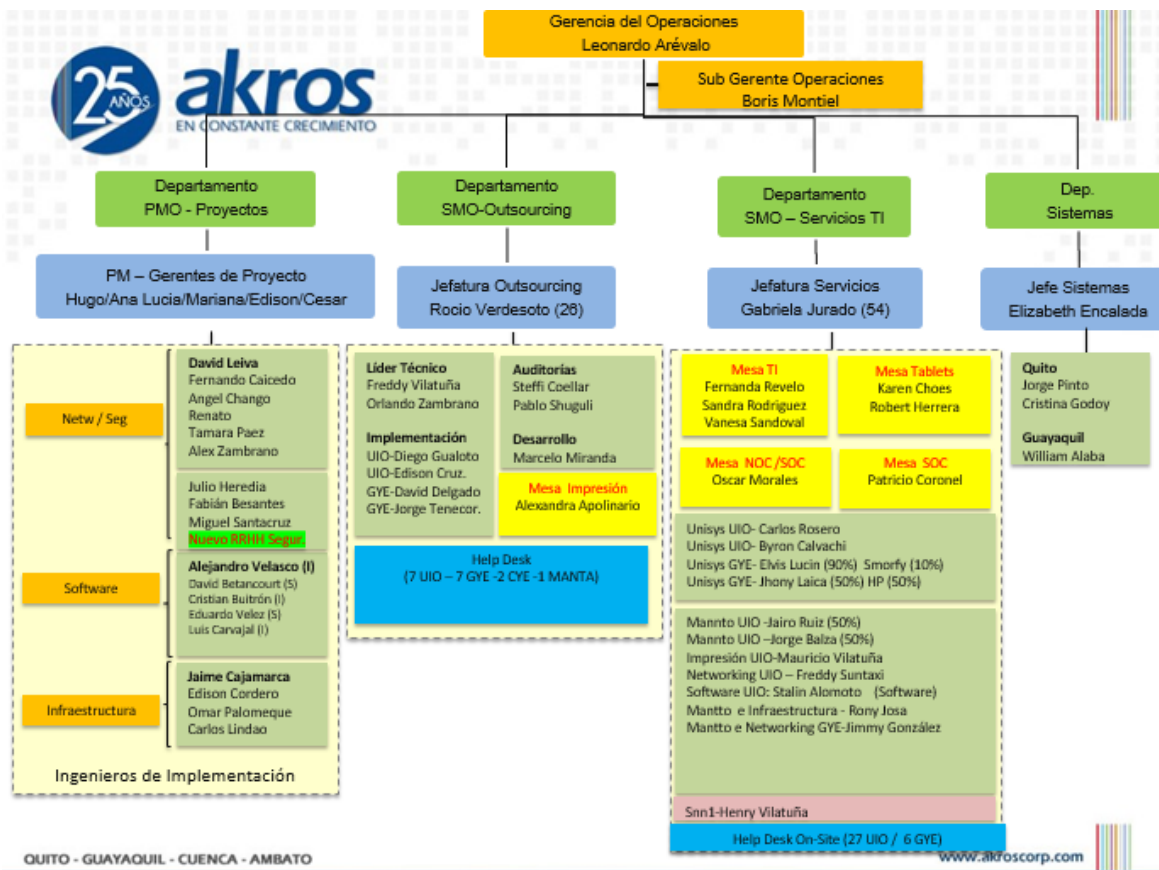 Gerencia del Operaciones
Leonardo Arévalo
Sub Gerente Operaciones
Boris Montiel
25
AÑOS
akros
EN CONSTANTE CRECIMIENTO
Departamento
PMO - Proyectos
Departamento
SMO-Outsourcing
Departamento
SMO – Servicios TI
Dep.
Sistemas
PM – Gerentes de Proyecto
Hugo/Ana Lucia/Mariana/Edison/Cesar
Jefatura Outsourcing
Rocio Verdesoto (26)
Jefatura Servicios
Gabriela Jurado (54)
Jefe Sistemas
Elizabeth Encalada
Netw / Seg
David Leiva
Fernando Caicedo
Angel Chango
Renato
Tamara Paez
Alex Zambrano
Julio Heredia
Fabián Besantes
Miguel Santacruz
Nuevo RRHH Segur.
Software
Alejandro Velasco (I)
David Betancourt (S)
Cristian Buitrón (I)
Eduardo Velez (S)
Luis Carvajal (I)
Infraestructura
Jaime Cajamarca
Edison Cordero
Omar Palomeque
Carlos Lindao
Ingenieros de Implementación
Líder Técnico
Freddy Vilatuña
Orlando Zambrano
Implementación
UIO-Diego Gualoto
UIO-Edison Cruz.
GYE-David Delgado
GYE-Jorge Tenecor.
Auditorías
Steffi Coellar
Pablo Shuguli
Desarrollo
Marcelo Miranda
Mesa Impresión
Alexandra Apolinario
Help Desk
(7 UIO – 7 GYE -2 CYE -1 MANTA)
Mesa TI
Fernanda Revelo
Sandra Rodriguez
Vanesa Sandoval
Mesa Tablets
Karen Choes
Robert Herrera
Mesa NOC /SOC
Oscar Morales
Mesa SOC
Patricio Coronel
Unisys UIO- Carlos Rosero
Unisys UIO- Byron Calvachi
Unisys GYE- Elvis Lucin (90%) Smorfy (10%)
Unisys GYE- Jhony Laica (50%) HP (50%)
Mannto UIO -Jairo Ruiz (50%)
Mannto UIO –Jorge Balza (50%)
Impresión UIO-Mauricio Vilatuña
Networking UIO – Freddy Suntaxi
Software UIO: Stalin Alomoto (Software)
Mantto e Infraestructura - Rony Josa
Mantto e Networking GYE-Jimmy González
Snn1-Henry Vilatuña
Help Desk On-Site (27 UIO / 6 GYE)
Quito
Jorge Pinto
Cristina Godoy
Guayaquil
William Alaba
QUITO - GUAYAQUIL - CUENCA - AMBATO
www.akroscorp.com